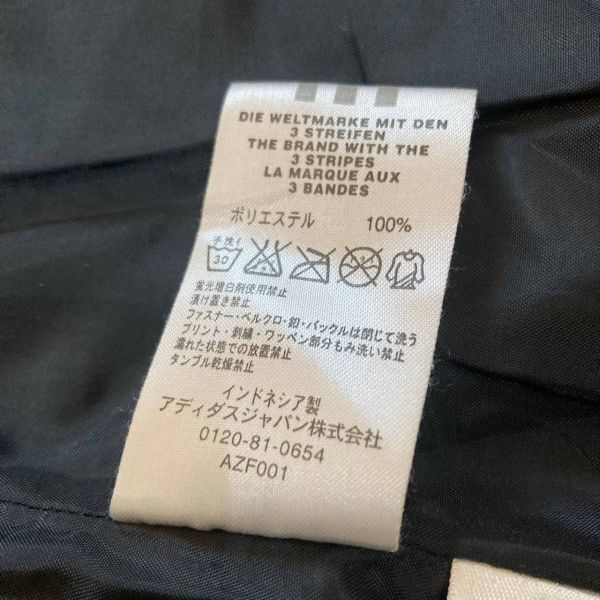 DIE WELTMARKE MIT DEN
3 STREIFEN
THE BRAND WITH THE
3 STRIPES
LA MARQUE AUX
3 BANDES
ポリエステル 100%
手洗イ
30
蛍光増白剤使用禁止
漬け置き禁止
ファスナー・ベルクロ・釦・バックルは閉じて洗う
プリント・刺繍・ワッペン部分もみ洗い禁止
濡れた状態での放置禁止
タンブル乾燥禁止
インドネシア製
アディダスジャパン株式会社
0120-81-0654
AZF001